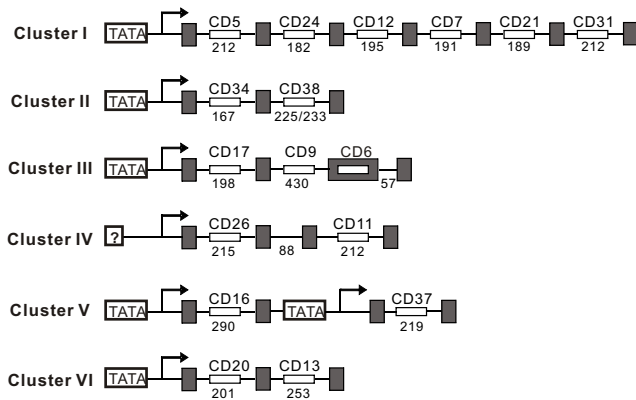 CD5 CD24 CD12 CD7 CD21 CD31
Cluster I TATA
212 182 195 191 189 212
CD34 CD38
Cluster II TATA
167 225/233
CD17 CD9 CD6
Cluster III TATA
198 430 57
CD26 CD11
Cluster IV ?
215 88 212
CD16 CD37
Cluster V TATA TATA
290 219
CD20 CD13
Cluster VI TATA
201 253